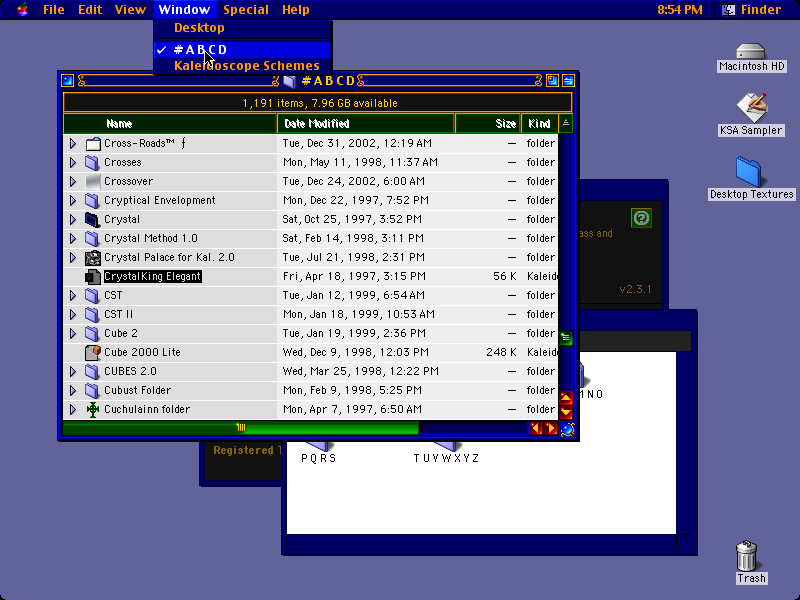 File Edit View Window Special Help 8:54 PM Finder
Desktop
✓ #ABCD
Kaleidoscope Schemes
#ABCD
1,191 items, 7.96 GB available
Name Date Modified Size Kind
Cross-Roads™ ƒ Tue, Dec 31, 2002, 12:19 AM — folder
Crosses Mon, May 11, 1998, 11:37 AM — folder
Crossover Tue, Dec 24, 2002, 6:00 AM — folder
Cryptical Envelopment Mon, Dec 22, 1997, 7:52 PM — folder
Crystal Sat, Oct 25, 1997, 3:52 PM — folder
Crystal Method 1.0 Sat, Feb 14, 1998, 3:11 PM — folder
Crystal Palace for Kal. 2.0 Tue, Jul 21, 1998, 2:31 PM — folder
CrystalKing Elegant Fri, Apr 18, 1997, 3:15 PM 56 K Kaleid
CST Tue, Jan 12, 1999, 6:54 AM — folder
CST II Mon, Jan 18, 1999, 10:53 AM — folder
Cube 2 Tue, Jan 19, 1999, 2:36 PM — folder
Cube 2000 Lite Wed, Dec 9, 1998, 12:03 PM 248 K Kaleid
CUBES 2.0 Wed, Mar 25, 1998, 12:22 PM — folder
Cubust Folder Mon, Feb 9, 1998, 5:25 PM — folder
Cuchulainn folder Mon, Apr 7, 1997, 6:50 AM — folder
Macintosh HD
KSA Sampler
Desktop Textures
ass and
v2.3.1
NO
Registered
PQRS
TUVWXYZ
Trash